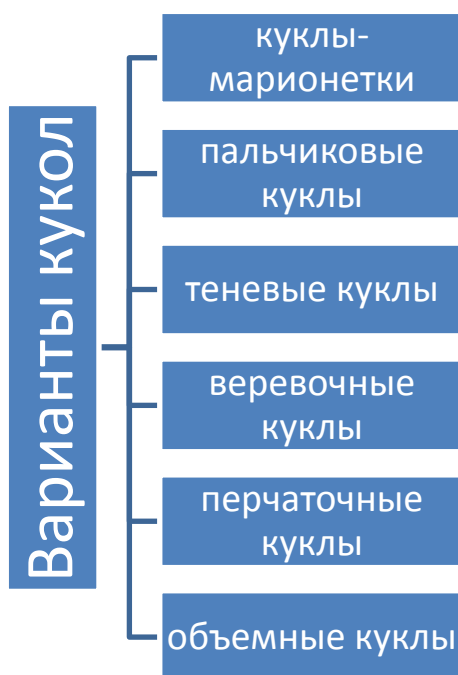 Варианты кукол
куклы-
марионетки
пальчиковые
куклы
теневые куклы
веревочные
куклы
перчаточные
куклы
объемные куклы